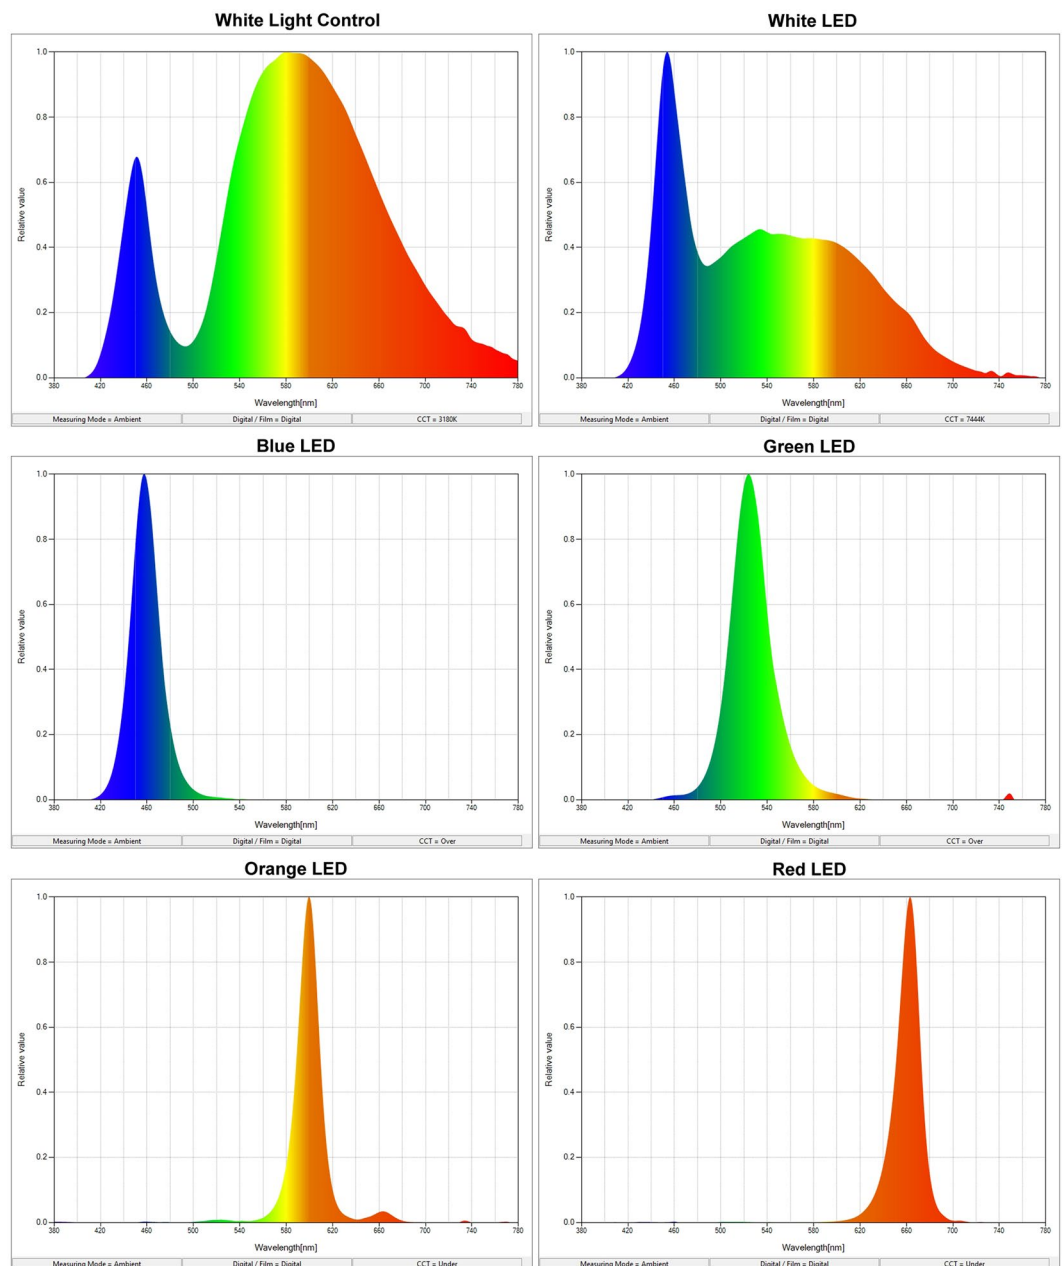 White Light Control
1.0
0.8
0.6
0.4
0.2
0.0
Relative value
380 420 460 500 540 580 620 660 700 740 780
Wavelength[nm]
Measuring Mode = Ambient Digital / Film = Digital CCT = 3180K
White LED
1.0
0.8
0.6
0.4
0.2
0.0
Relative value
380 420 460 500 540 580 620 660 700 740 780
Wavelength[nm]
Measuring Mode = Ambient Digital / Film = Digital CCT = 7444K
Blue LED
1.0
0.8
0.6
0.4
0.2
0.0
Relative value
380 420 460 500 540 580 620 660 700 740 780
Wavelength[nm]
Measuring Mode = Ambient Digital / Film = Digital CCT = Over
Green LED
1.0
0.8
0.6
0.4
0.2
0.0
Relative value
380 420 460 500 540 580 620 660 700 740 780
Wavelength[nm]
Measuring Mode = Ambient Digital / Film = Digital CCT = Over
Orange LED
1.0
0.8
0.6
0.4
0.2
0.0
Relative value
380 420 460 500 540 580 620 660 700 740 780
Wavelength[nm]
Measuring Mode = Ambient Digital / Film = Digital CCT = Under
Red LED
1.0
0.8
0.6
0.4
0.2
0.0
Relative value
380 420 460 500 540 580 620 660 700 740 780
Wavelength[nm]
Measuring Mode = Ambient Digital / Film = Digital CCT = Under